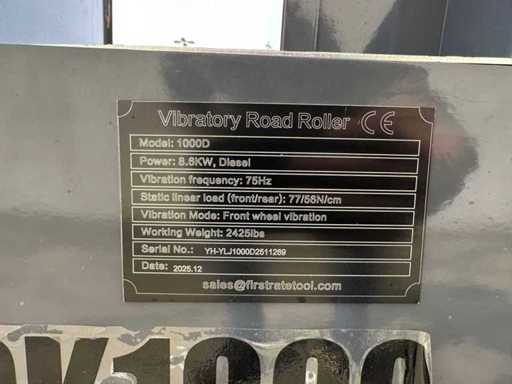 Vibratory Road Roller CE
Model: 1000D
Power: 8.6KW, Diesel
Vibration frequency: 75Hz
Static linear load (front/rear): 77/56N/cm
Vibration Mode: Front wheel vibration
Working Weight: 2425lbs
Serial No.: YH-YLJ1000D2511269
Date: 2025.12
sales@firstratetool.com